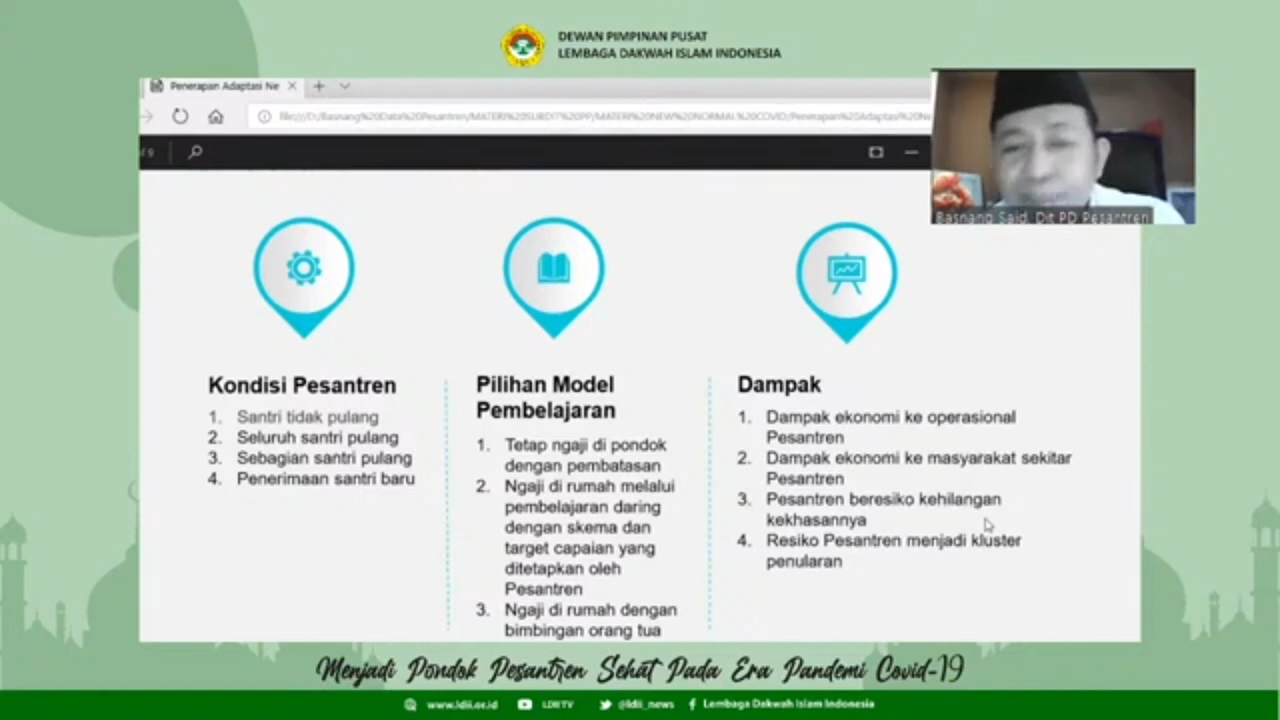 DEWAN PIMPINAN PUSAT
LEMBAGA DAKWAH ISLAM INDONESIA
Penerapan Adaptasi Ne
of 9
Basnang Said, Dit PD Pesantren
Kondisi Pesantren
1. Santri tidak pulang
2. Seluruh santri pulang
3. Sebagian santri pulang
4. Penerimaan santri baru
Pilihan Model
Pembelajaran
1. Tetap ngaji di pondok
dengan pembatasan
2. Ngaji di rumah melalui
pembelajaran daring
dengan skema dan
target capaian yang
ditetapkan oleh
Pesantren
3. Ngaji di rumah dengan
bimbingan orang tua
Dampak
1. Dampak ekonomi ke operasional
Pesantren
2. Dampak ekonomi ke masyarakat sekitar
Pesantren
3. Pesantren beresiko kehilangan
kekhasannya
4. Resiko Pesantren menjadi kluster
penularan
Menjadi Pondok Pesantren Sehat Pada Era Pandemi Covid-19
www.ldii.or.id LDII TV @ldii_news Lembaga Dakwah Islam Indonesia